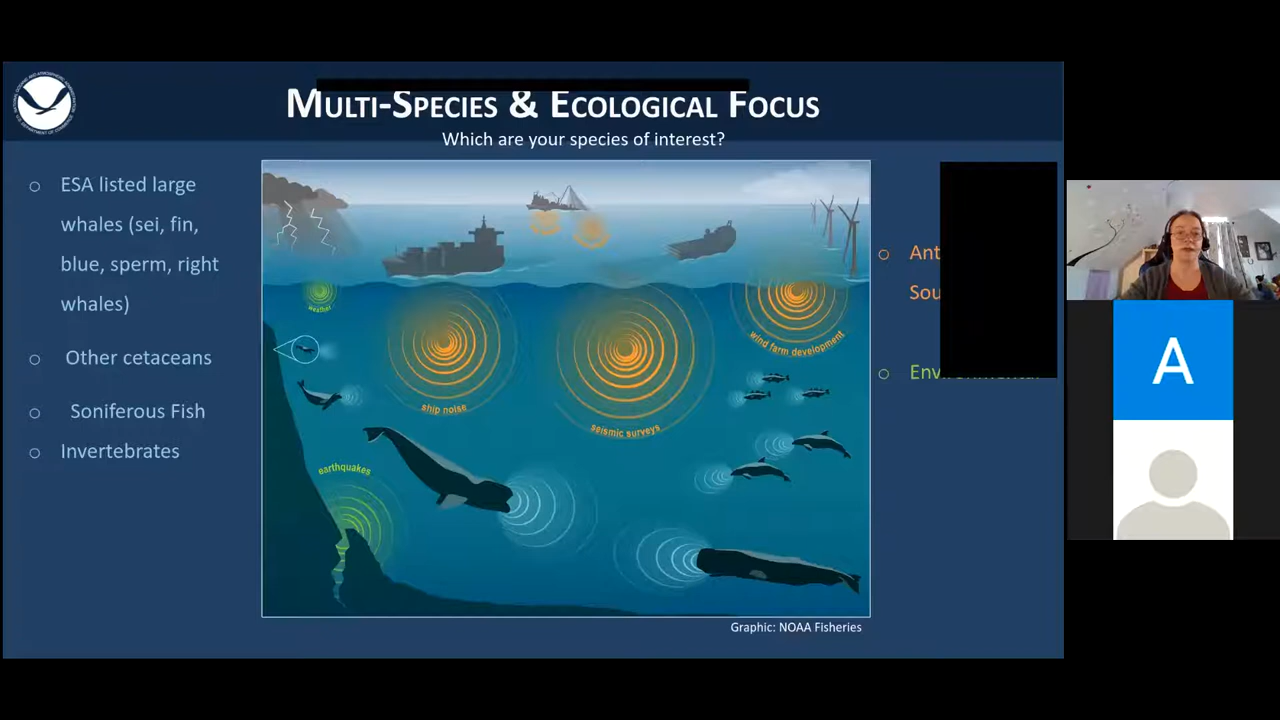 MULTI-SPECIES & ECOLOGICAL FOCUS
Which are your species of interest?
ESA listed large
whales (sei, fin,
blue, sperm, right
whales)
Other cetaceans
Soniferous Fish
Invertebrates
weather
ship noise
seismic surveys
wind farm development
earthquakes
Graphic: NOAA Fisheries
A